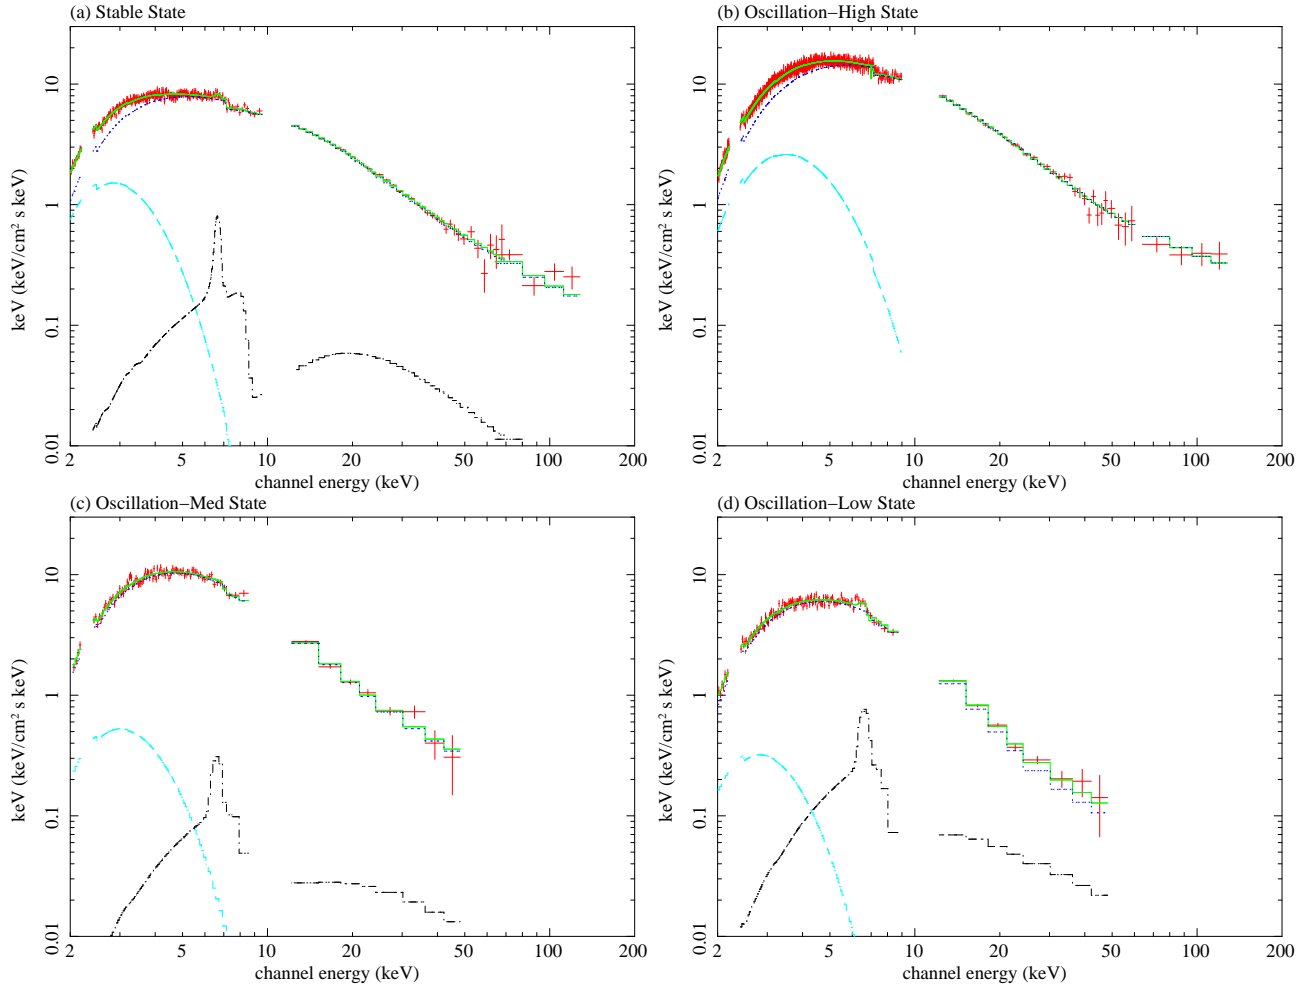 (a) Stable State
keV (keV/cm² s keV)
10
1
0.1
0.01
2 5 10 20 50 100 200
channel energy (keV)
(b) Oscillation−High State
keV (keV/cm² s keV)
10
1
0.1
0.01
2 5 10 20 50 100 200
channel energy (keV)
(c) Oscillation−Med State
keV (keV/cm² s keV)
10
1
0.1
0.01
2 5 10 20 50 100 200
channel energy (keV)
(d) Oscillation−Low State
keV (keV/cm² s keV)
10
1
0.1
0.01
2 5 10 20 50 100 200
channel energy (keV)